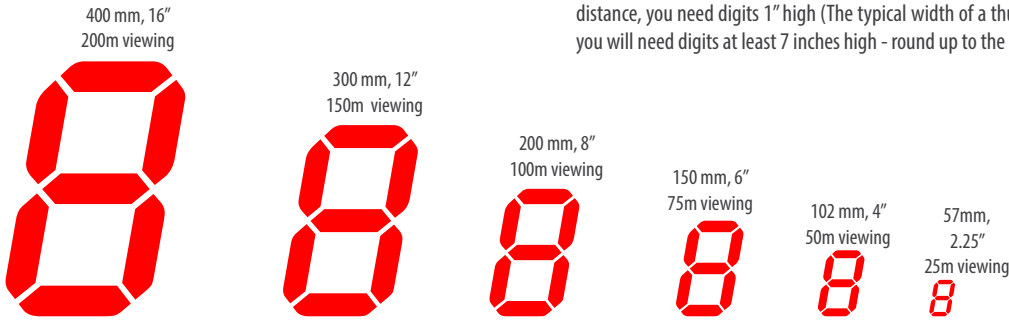 distance, you need digits 1” high (The typical width of a
you will need digits at least 7 inches high - round up to the
400 mm, 16”
200m viewing
300 mm, 12”
150m viewing
200 mm, 8”
100m viewing
150 mm, 6”
75m viewing
102 mm, 4”
50m viewing
57mm,
2.25”
25m viewing